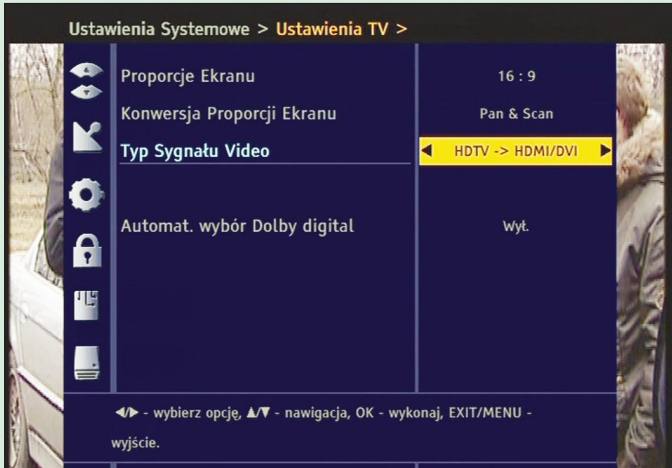 Ustawienia Systemowe > Ustawienia TV >
Proporcje Ekranu 16 : 9
Konwersja Proporcji Ekranu Pan & Scan
Typ Sygnału Video ◀ HDTV -> HDMI/DVI ▶
Automat. wybór Dolby digital Wył.
◀/▶ - wybierz opcję, ▲/▼ - nawigacja, OK - wykonaj, EXIT/MENU -
wyjście.